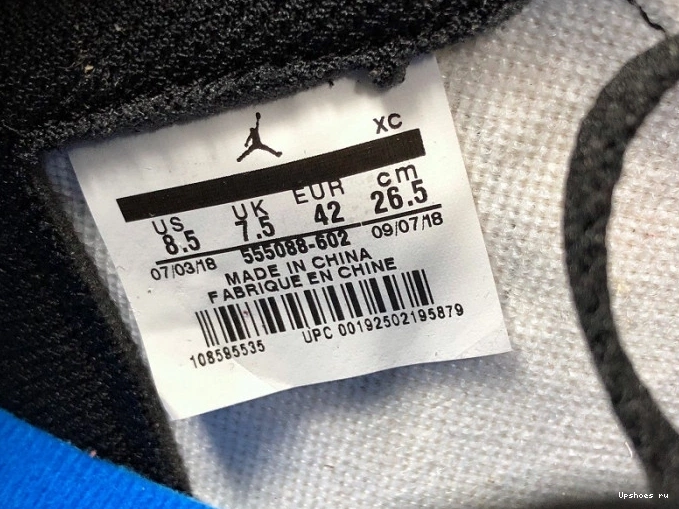 XC
US UK EUR cm
8.5 7.5 42 26.5
555088-602
07/03/18 09/07/18
MADE IN CHINA
FABRIQUE EN CHINE
108595535 UPC 00192502195879
Upshoes ru